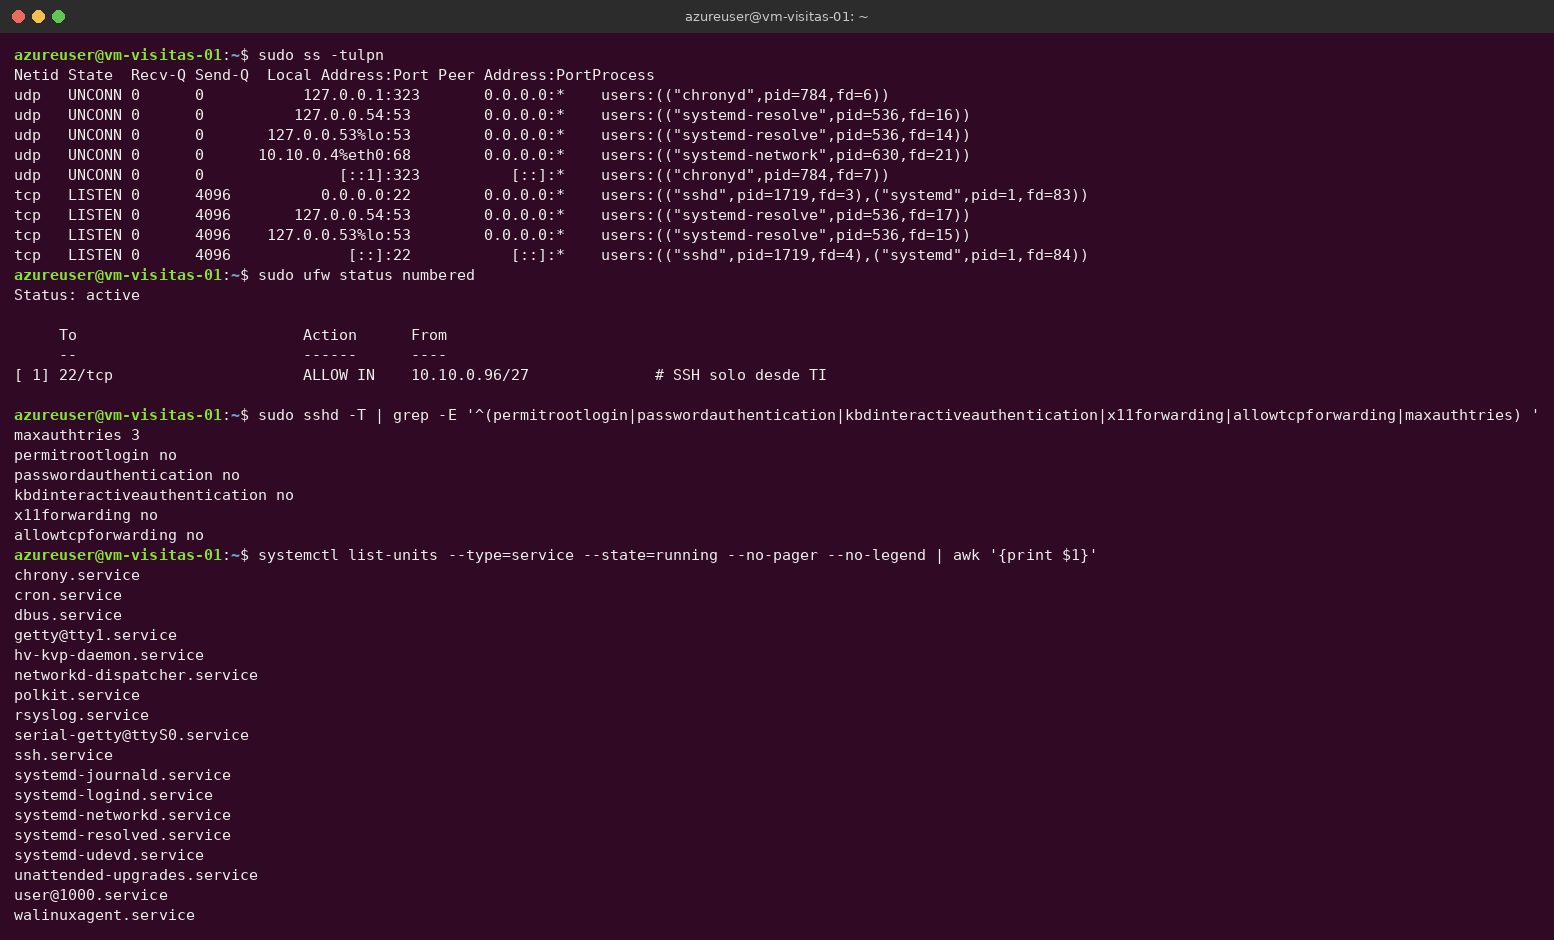 azureuser@vm-visitas-01: ~
azureuser@vm-visitas-01:~$ sudo ss -tulpn
Netid State  Recv-Q Send-Q  Local Address:Port Peer Address:PortProcess
udp   UNCONN 0      0           127.0.0.1:323       0.0.0.0:*    users:(("chronyd",pid=784,fd=6))
udp   UNCONN 0      0          127.0.0.54:53        0.0.0.0:*    users:(("systemd-resolve",pid=536,fd=16))
udp   UNCONN 0      0       127.0.0.53%lo:53        0.0.0.0:*    users:(("systemd-resolve",pid=536,fd=14))
udp   UNCONN 0      0      10.10.0.4%eth0:68        0.0.0.0:*    users:(("systemd-network",pid=630,fd=21))
udp   UNCONN 0      0               [::1]:323          [::]:*    users:(("chronyd",pid=784,fd=7))
tcp   LISTEN 0      4096          0.0.0.0:22        0.0.0.0:*    users:(("sshd",pid=1719,fd=3),("systemd",pid=1,fd=83))
tcp   LISTEN 0      4096       127.0.0.54:53        0.0.0.0:*    users:(("systemd-resolve",pid=536,fd=17))
tcp   LISTEN 0      4096    127.0.0.53%lo:53        0.0.0.0:*    users:(("systemd-resolve",pid=536,fd=15))
tcp   LISTEN 0      4096             [::]:22           [::]:*    users:(("sshd",pid=1719,fd=4),("systemd",pid=1,fd=84))
azureuser@vm-visitas-01:~$ sudo ufw status numbered
Status: active
     To                         Action      From
     --                         ------      ----
[ 1] 22/tcp                     ALLOW IN    10.10.0.96/27              # SSH solo desde TI
azureuser@vm-visitas-01:~$ sudo sshd -T | grep -E '^(permitrootlogin|passwordauthentication|kbdinteractiveauthentication|x11forwarding|allowtcpforwarding|maxauthtries) '
maxauthtries 3
permitrootlogin no
passwordauthentication no
kbdinteractiveauthentication no
x11forwarding no
allowtcpforwarding no
azureuser@vm-visitas-01:~$ systemctl list-units --type=service --state=running --no-pager --no-legend | awk '{print $1}'
chrony.service
cron.service
dbus.service
getty@tty1.service
hv-kvp-daemon.service
networkd-dispatcher.service
polkit.service
rsyslog.service
serial-getty@ttyS0.service
ssh.service
systemd-journald.service
systemd-logind.service
systemd-networkd.service
systemd-resolved.service
systemd-udevd.service
unattended-upgrades.service
user@1000.service
walinuxagent.service